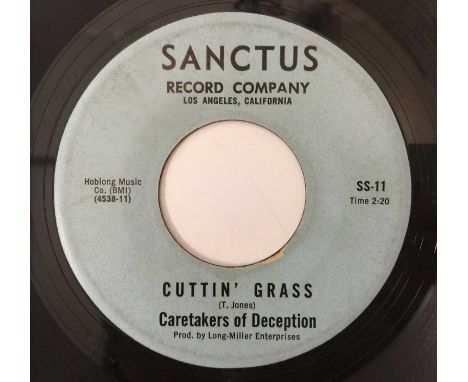 SANCTUS
RECORD COMPANY
LOS ANGELES, CALIFORNIA
Hoblong Music
Co. (BMI)
(4538-11)
SS-11
Time 2:20
CUTTIN' GRASS
(T. Jones)
Caretakers of Deception
Prod. by Long-Miller Enterprises